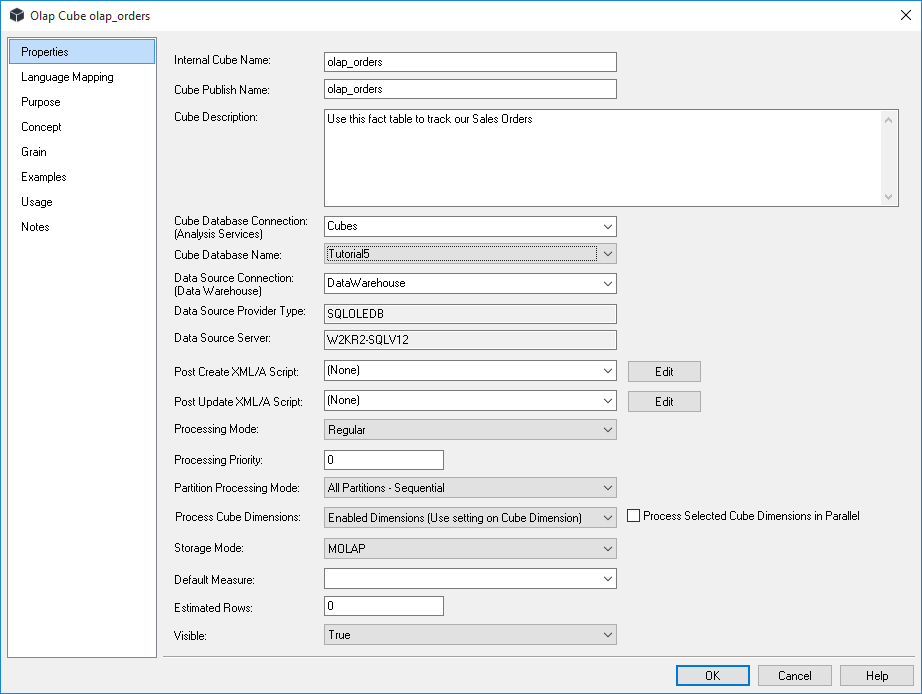 Olap Cube olap_orders
Properties
Language Mapping
Purpose
Concept
Grain
Examples
Usage
Notes
Internal Cube Name: olap_orders
Cube Publish Name: olap_orders
Cube Description: Use this fact table to track our Sales Orders
Cube Database Connection: Cubes
(Analysis Services)
Cube Database Name: Tutorial5
Data Source Connection: DataWarehouse
(Data Warehouse)
Data Source Provider Type: SQLOLEDB
Data Source Server: W2KR2-SQLV12
Post Create XML/A Script: (None) Edit
Post Update XML/A Script: (None) Edit
Processing Mode: Regular
Processing Priority: 0
Partition Processing Mode: All Partitions - Sequential
Process Cube Dimensions: Enabled Dimensions (Use setting on Cube Dimension) Process Selected Cube Dimensions in Parallel
Storage Mode: MOLAP
Default Measure:
Estimated Rows: 0
Visible: True
OK Cancel Help